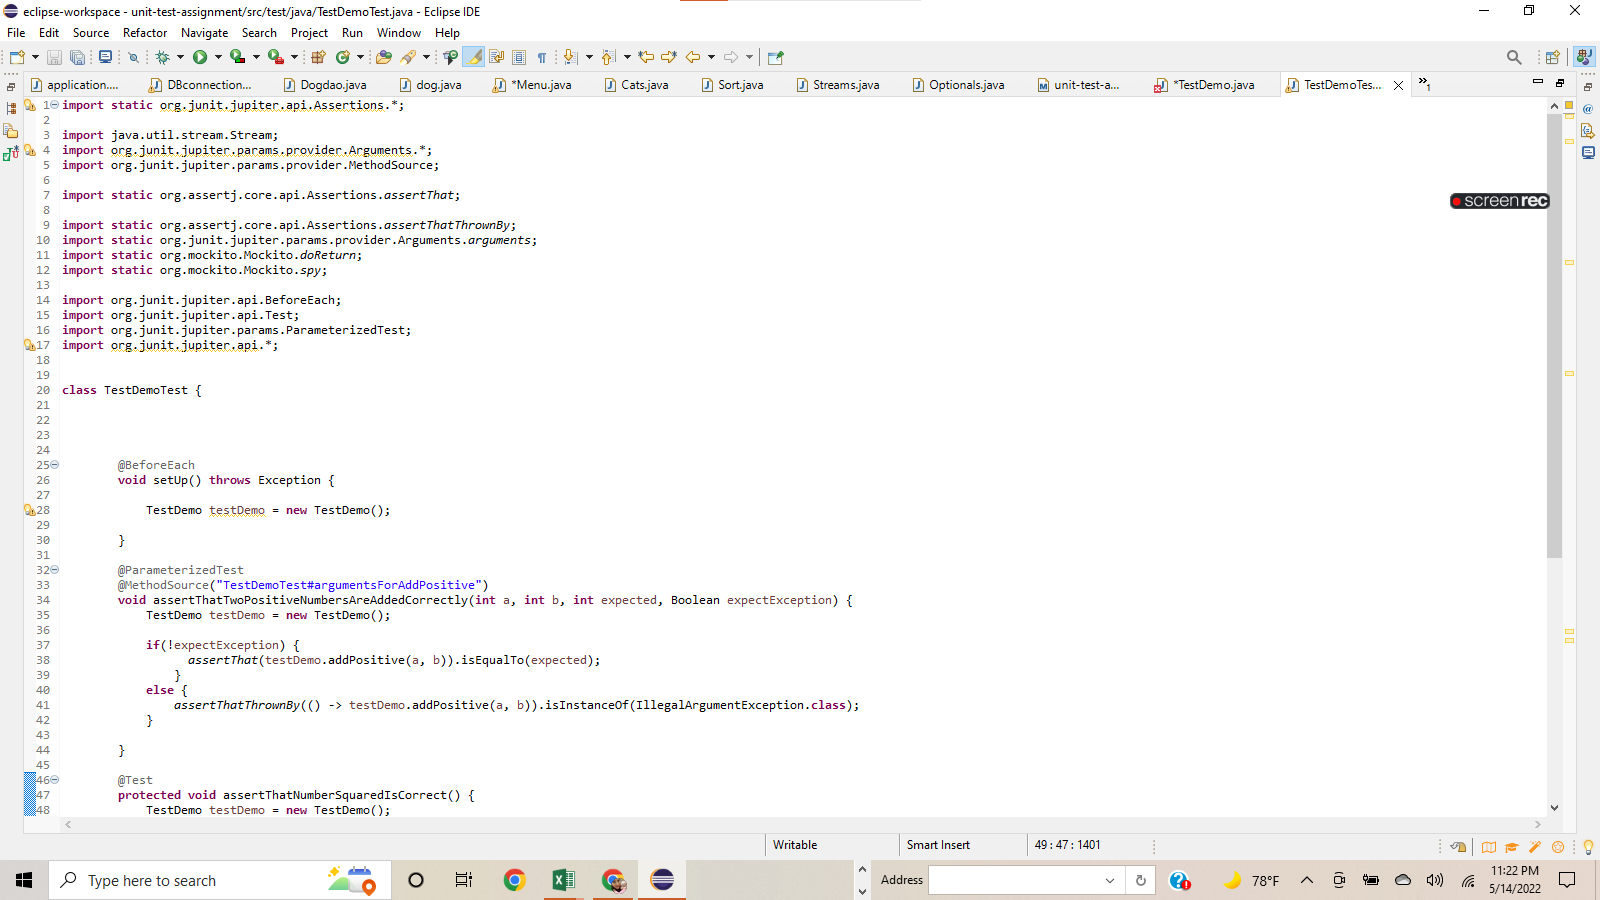 eclipse-workspace - unit-test-assignment/src/test/java/TestDemoTest.java - Eclipse IDE
File Edit Source Refactor Navigate Search Project Run Window Help
application.... DBconnection... Dogdao.java dog.java *Menu.java Cats.java Sort.java Streams.java Optionals.java unit-test-a... *TestDemo.java TestDemoTes... »1
1 import static org.junit.jupiter.api.Assertions.*;
2
3 import java.util.stream.Stream;
4 import org.junit.jupiter.params.provider.Arguments.*;
5 import org.junit.jupiter.params.provider.MethodSource;
6
7 import static org.assertj.core.api.Assertions.assertThat;
8
9 import static org.assertj.core.api.Assertions.assertThatThrownBy;
10 import static org.junit.jupiter.params.provider.Arguments.arguments;
11 import static org.mockito.Mockito.doReturn;
12 import static org.mockito.Mockito.spy;
13
14 import org.junit.jupiter.api.BeforeEach;
15 import org.junit.jupiter.api.Test;
16 import org.junit.jupiter.params.ParameterizedTest;
17 import org.junit.jupiter.api.*;
18
19
20 class TestDemoTest {
21
22
23
24
25 @BeforeEach
26 void setUp() throws Exception {
27
28 TestDemo testDemo = new TestDemo();
29
30 }
31
32 @ParameterizedTest
33 @MethodSource("TestDemoTest#argumentsForAddPositive")
34 void assertThatTwoPositiveNumbersAreAddedCorrectly(int a, int b, int expected, Boolean expectException) {
35 TestDemo testDemo = new TestDemo();
36
37 if(!expectException) {
38 assertThat(testDemo.addPositive(a, b)).isEqualTo(expected);
39 }
40 else {
41 assertThatThrownBy(() -> testDemo.addPositive(a, b)).isInstanceOf(IllegalArgumentException.class);
42 }
43
44 }
45
46 @Test
47 protected void assertThatNumberSquaredIsCorrect() {
48 TestDemo testDemo = new TestDemo();
screenrec
Writable Smart Insert 49 : 47 : 1401
Type here to search
Address
78°F
11:22 PM
5/14/2022